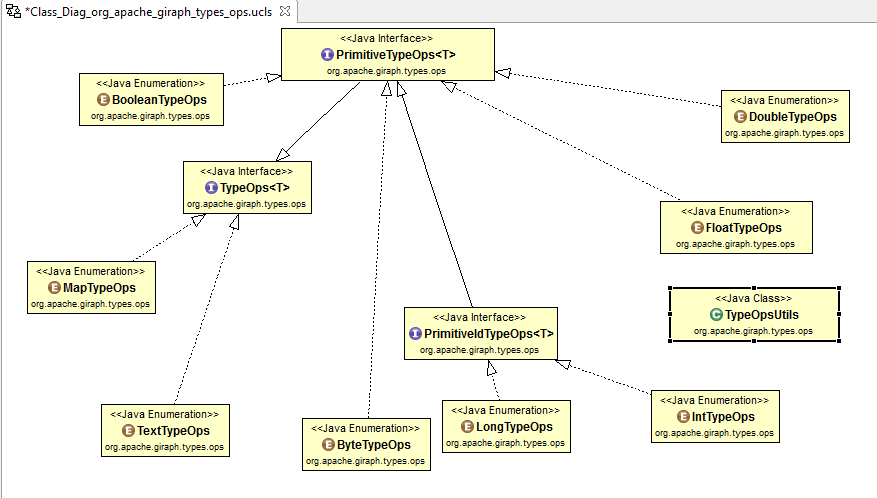 *Class_Diag_org_apache_giraph_types_ops.ucls
<<Java Interface>>
I PrimitiveTypeOps<T>
org.apache.giraph.types.ops
<<Java Enumeration>>
E BooleanTypeOps
org.apache.giraph.types.ops
<<Java Enumeration>>
E DoubleTypeOps
org.apache.giraph.types.ops
<<Java Interface>>
I TypeOps<T>
org.apache.giraph.types.ops
<<Java Enumeration>>
E FloatTypeOps
org.apache.giraph.types.ops
<<Java Enumeration>>
E MapTypeOps
org.apache.giraph.types.ops
<<Java Class>>
C TypeOpsUtils
org.apache.giraph.types.ops
<<Java Interface>>
I PrimitiveIdTypeOps<T>
org.apache.giraph.types.ops
<<Java Enumeration>>
E TextTypeOps
org.apache.giraph.types.ops
<<Java Enumeration>>
E ByteTypeOps
org.apache.giraph.types.ops
<<Java Enumeration>>
E LongTypeOps
org.apache.giraph.types.ops
<<Java Enumeration>>
E IntTypeOps
org.apache.giraph.types.ops